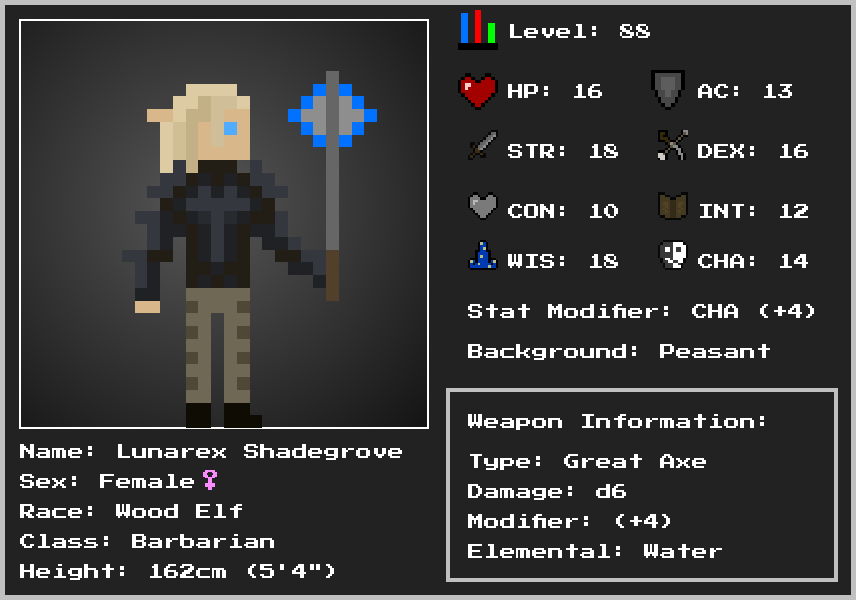 Level: 88
HP: 16
AC: 13
STR: 18
DEX: 16
CON: 10
INT: 12
WIS: 18
CHA: 14
Stat Modifier: CHA (+4)
Background: Peasant
Weapon Information:
Type: Great Axe
Damage: d6
Modifier: (+4)
Elemental: Water
Name: Lunarex Shadegrove
Sex: Female♀
Race: Wood Elf
Class: Barbarian
Height: 162cm (5'4")